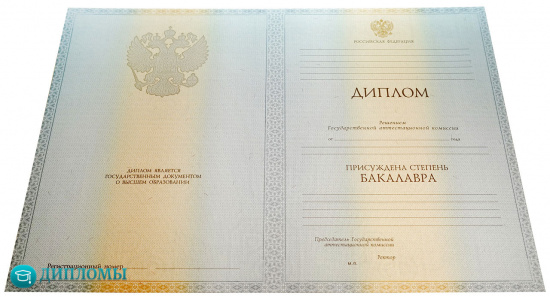 ДИПЛОМ ЯВЛЯЕТСЯ
ГОСУДАРСТВЕННЫМ ДОКУМЕНТОМ
О ВЫСШЕМ ОБРАЗОВАНИИ
Регистрационный номер
ДИПЛОМЫ
РОССИЙСКАЯ ФЕДЕРАЦИЯ
ДИПЛОМ
Решением
Государственной аттестационной комиссии
от года
ПРИСУЖДЕНА СТЕПЕНЬ
БАКАЛАВРА
Председатель Государственной
аттестационной комиссии
Ректор
М.П.